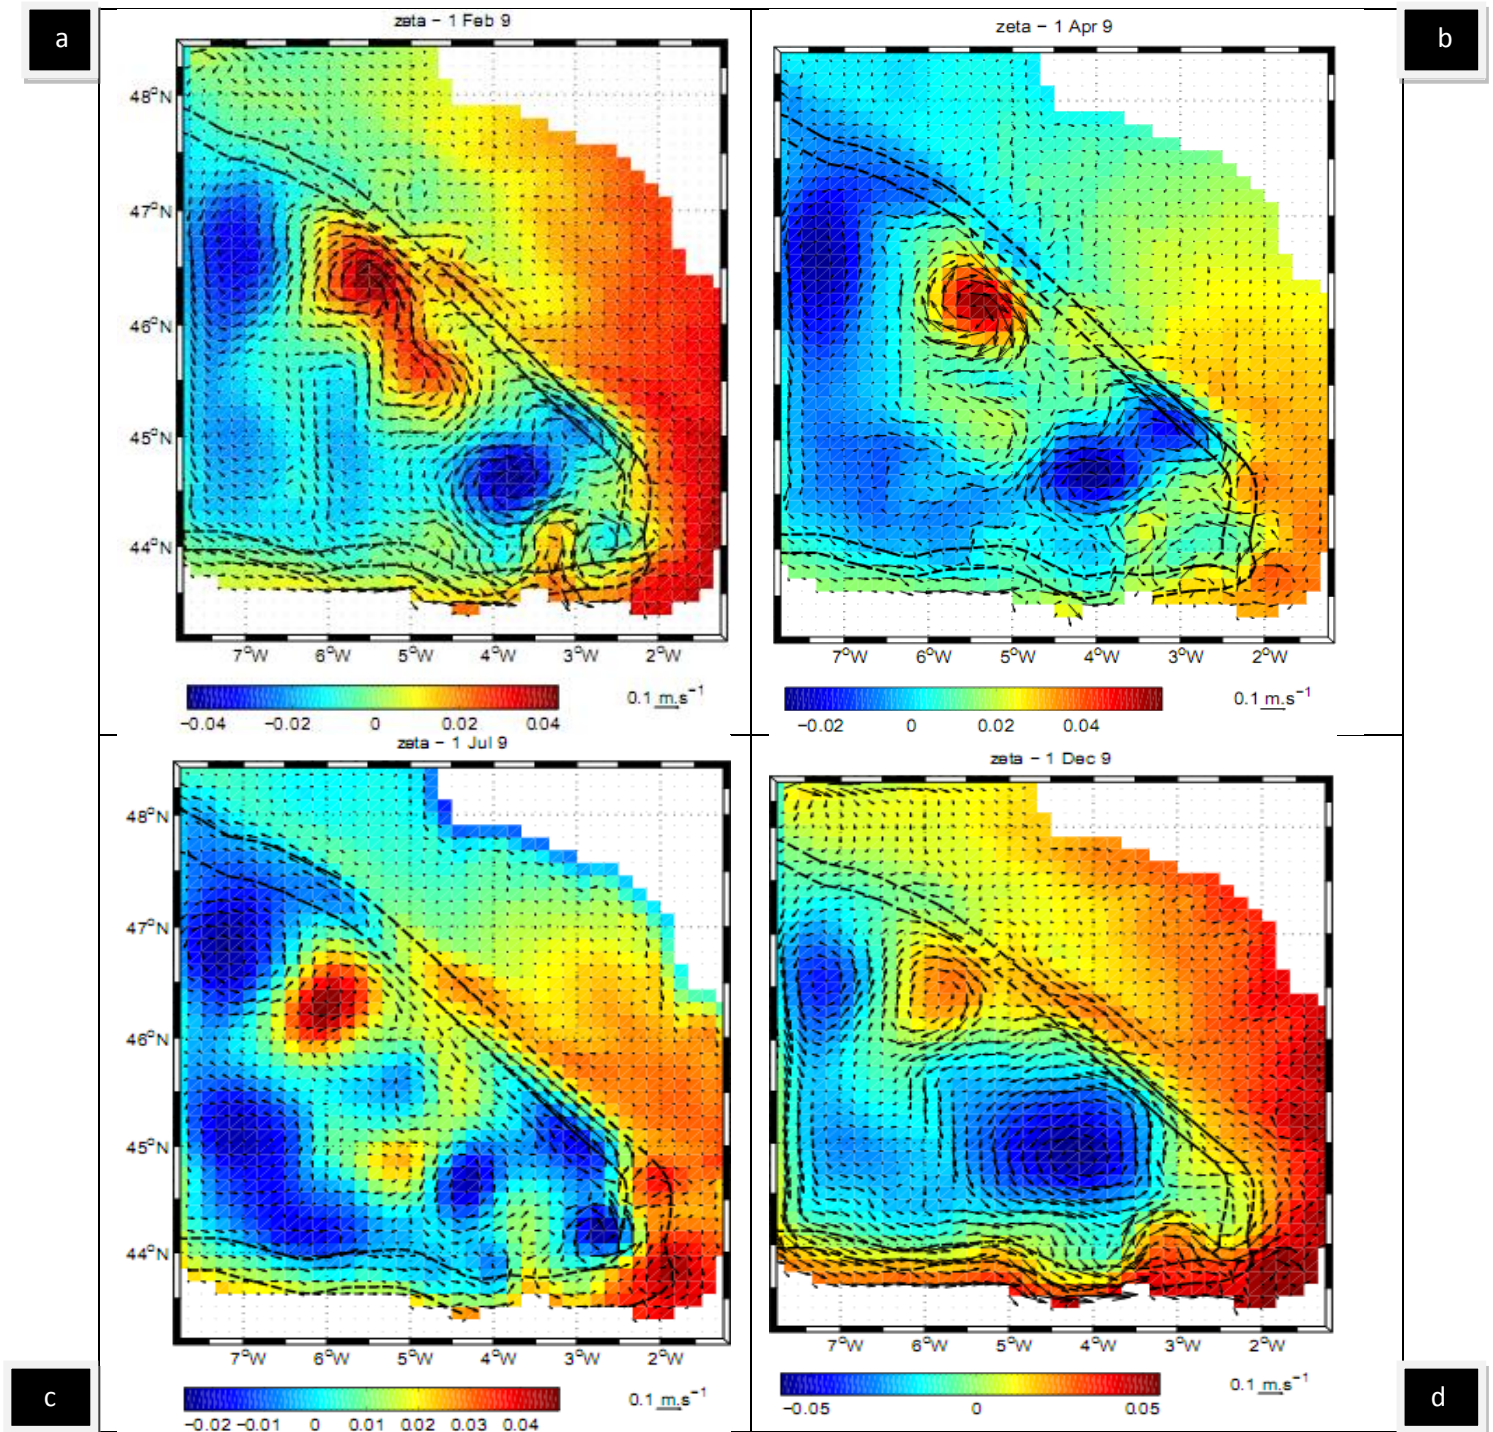 a
zeta − 1 Feb 9
48°N
47°N
46°N
45°N
44°N
7°W 6°W 5°W 4°W 3°W 2°W
−0.04 −0.02 0 0.02 0.04
0.1 m.s⁻¹
b
zeta − 1 Apr 9
7°W 6°W 5°W 4°W 3°W 2°W
−0.02 0 0.02 0.04
0.1 m.s⁻¹
zeta − 1 Jul 9
48°N
47°N
46°N
45°N
44°N
7°W 6°W 5°W 4°W 3°W 2°W
−0.02 −0.01 0 0.01 0.02 0.03 0.04
0.1 m.s⁻¹
c
zeta − 1 Dec 9
7°W 6°W 5°W 4°W 3°W 2°W
−0.05 0 0.05
0.1 m.s⁻¹
d